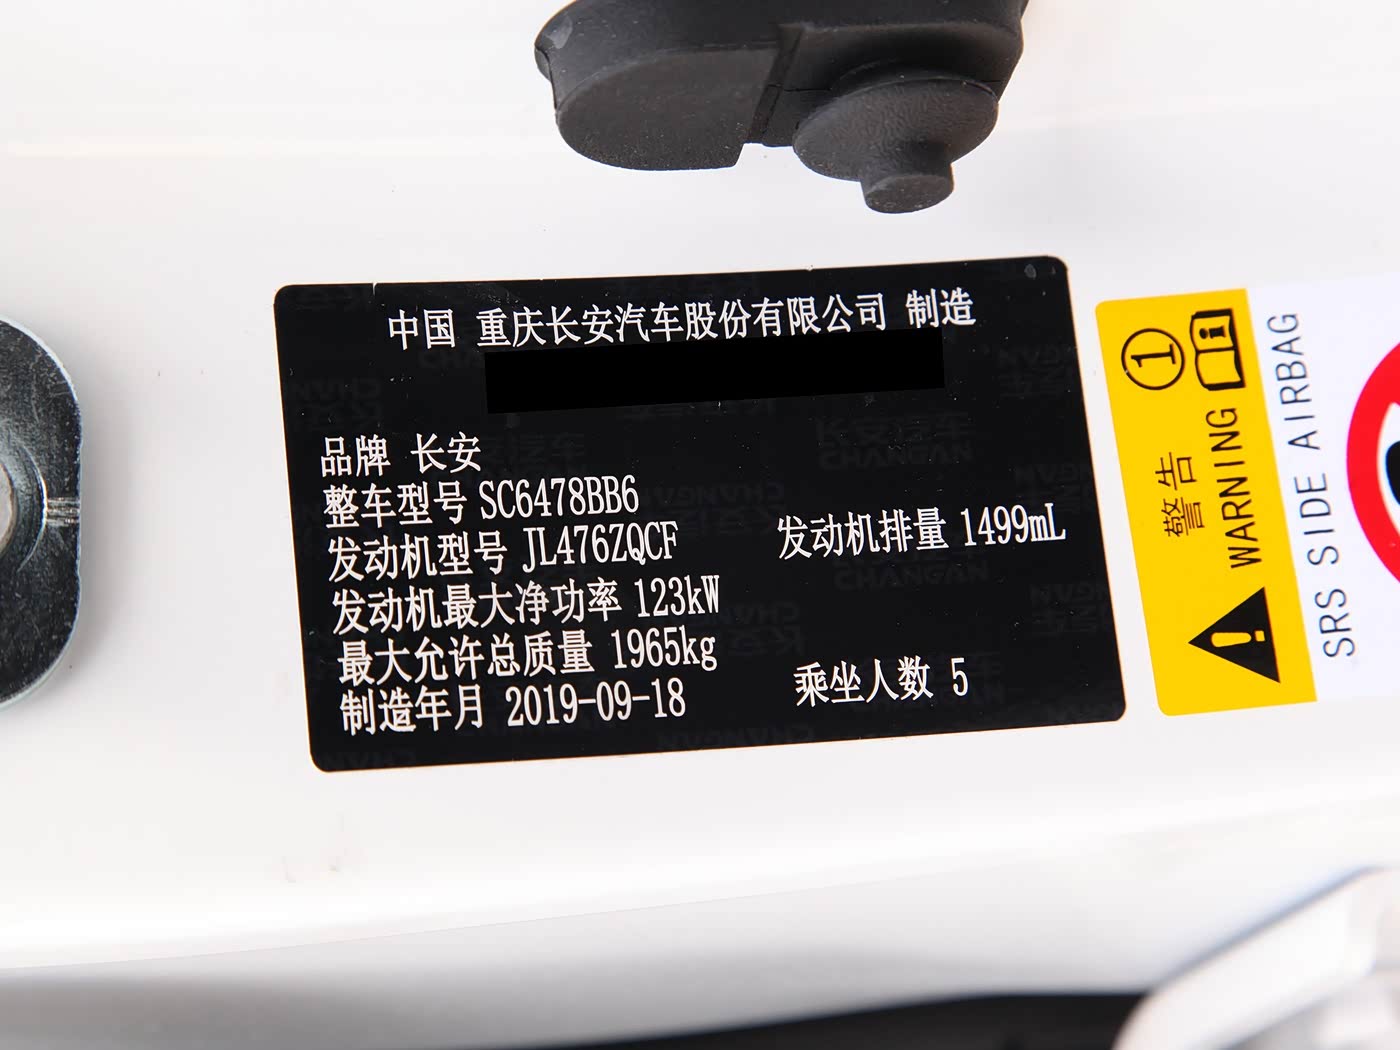 中国 重庆长安汽车股份有限公司 制造
品牌 长安
整车型号 SC6478BB6
发动机型号 JL476ZQCF 发动机排量 1499mL
发动机最大净功率 123kW
最大允许总质量 1965kg
制造年月 2019-09-18 乘坐人数 5
1 i
警告
WARNING
SRS SIDE AIRBAG